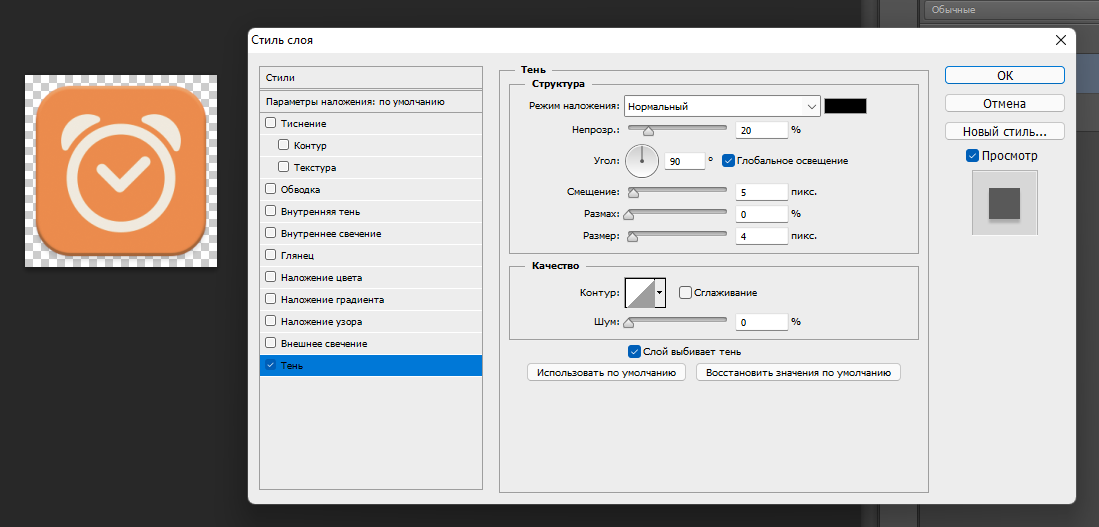 Обычные
Стиль слоя
Стили
Параметры наложения: по умолчанию
Тиснение
Контур
Текстура
Обводка
Внутренняя тень
Внутреннее свечение
Глянец
Наложение цвета
Наложение градиента
Наложение узора
Внешнее свечение
Тень
Тень
Структура
Режим наложения: Нормальный
Непрозр.: 20 %
Угол: 90 ° Глобальное освещение
Смещение: 5 пикс.
Размах: 0 %
Размер: 4 пикс.
Качество
Контур: Сглаживание
Шум: 0 %
Слой выбивает тень
Использовать по умолчанию Восстановить значения по умолчанию
ОК
Отмена
Новый стиль...
Просмотр